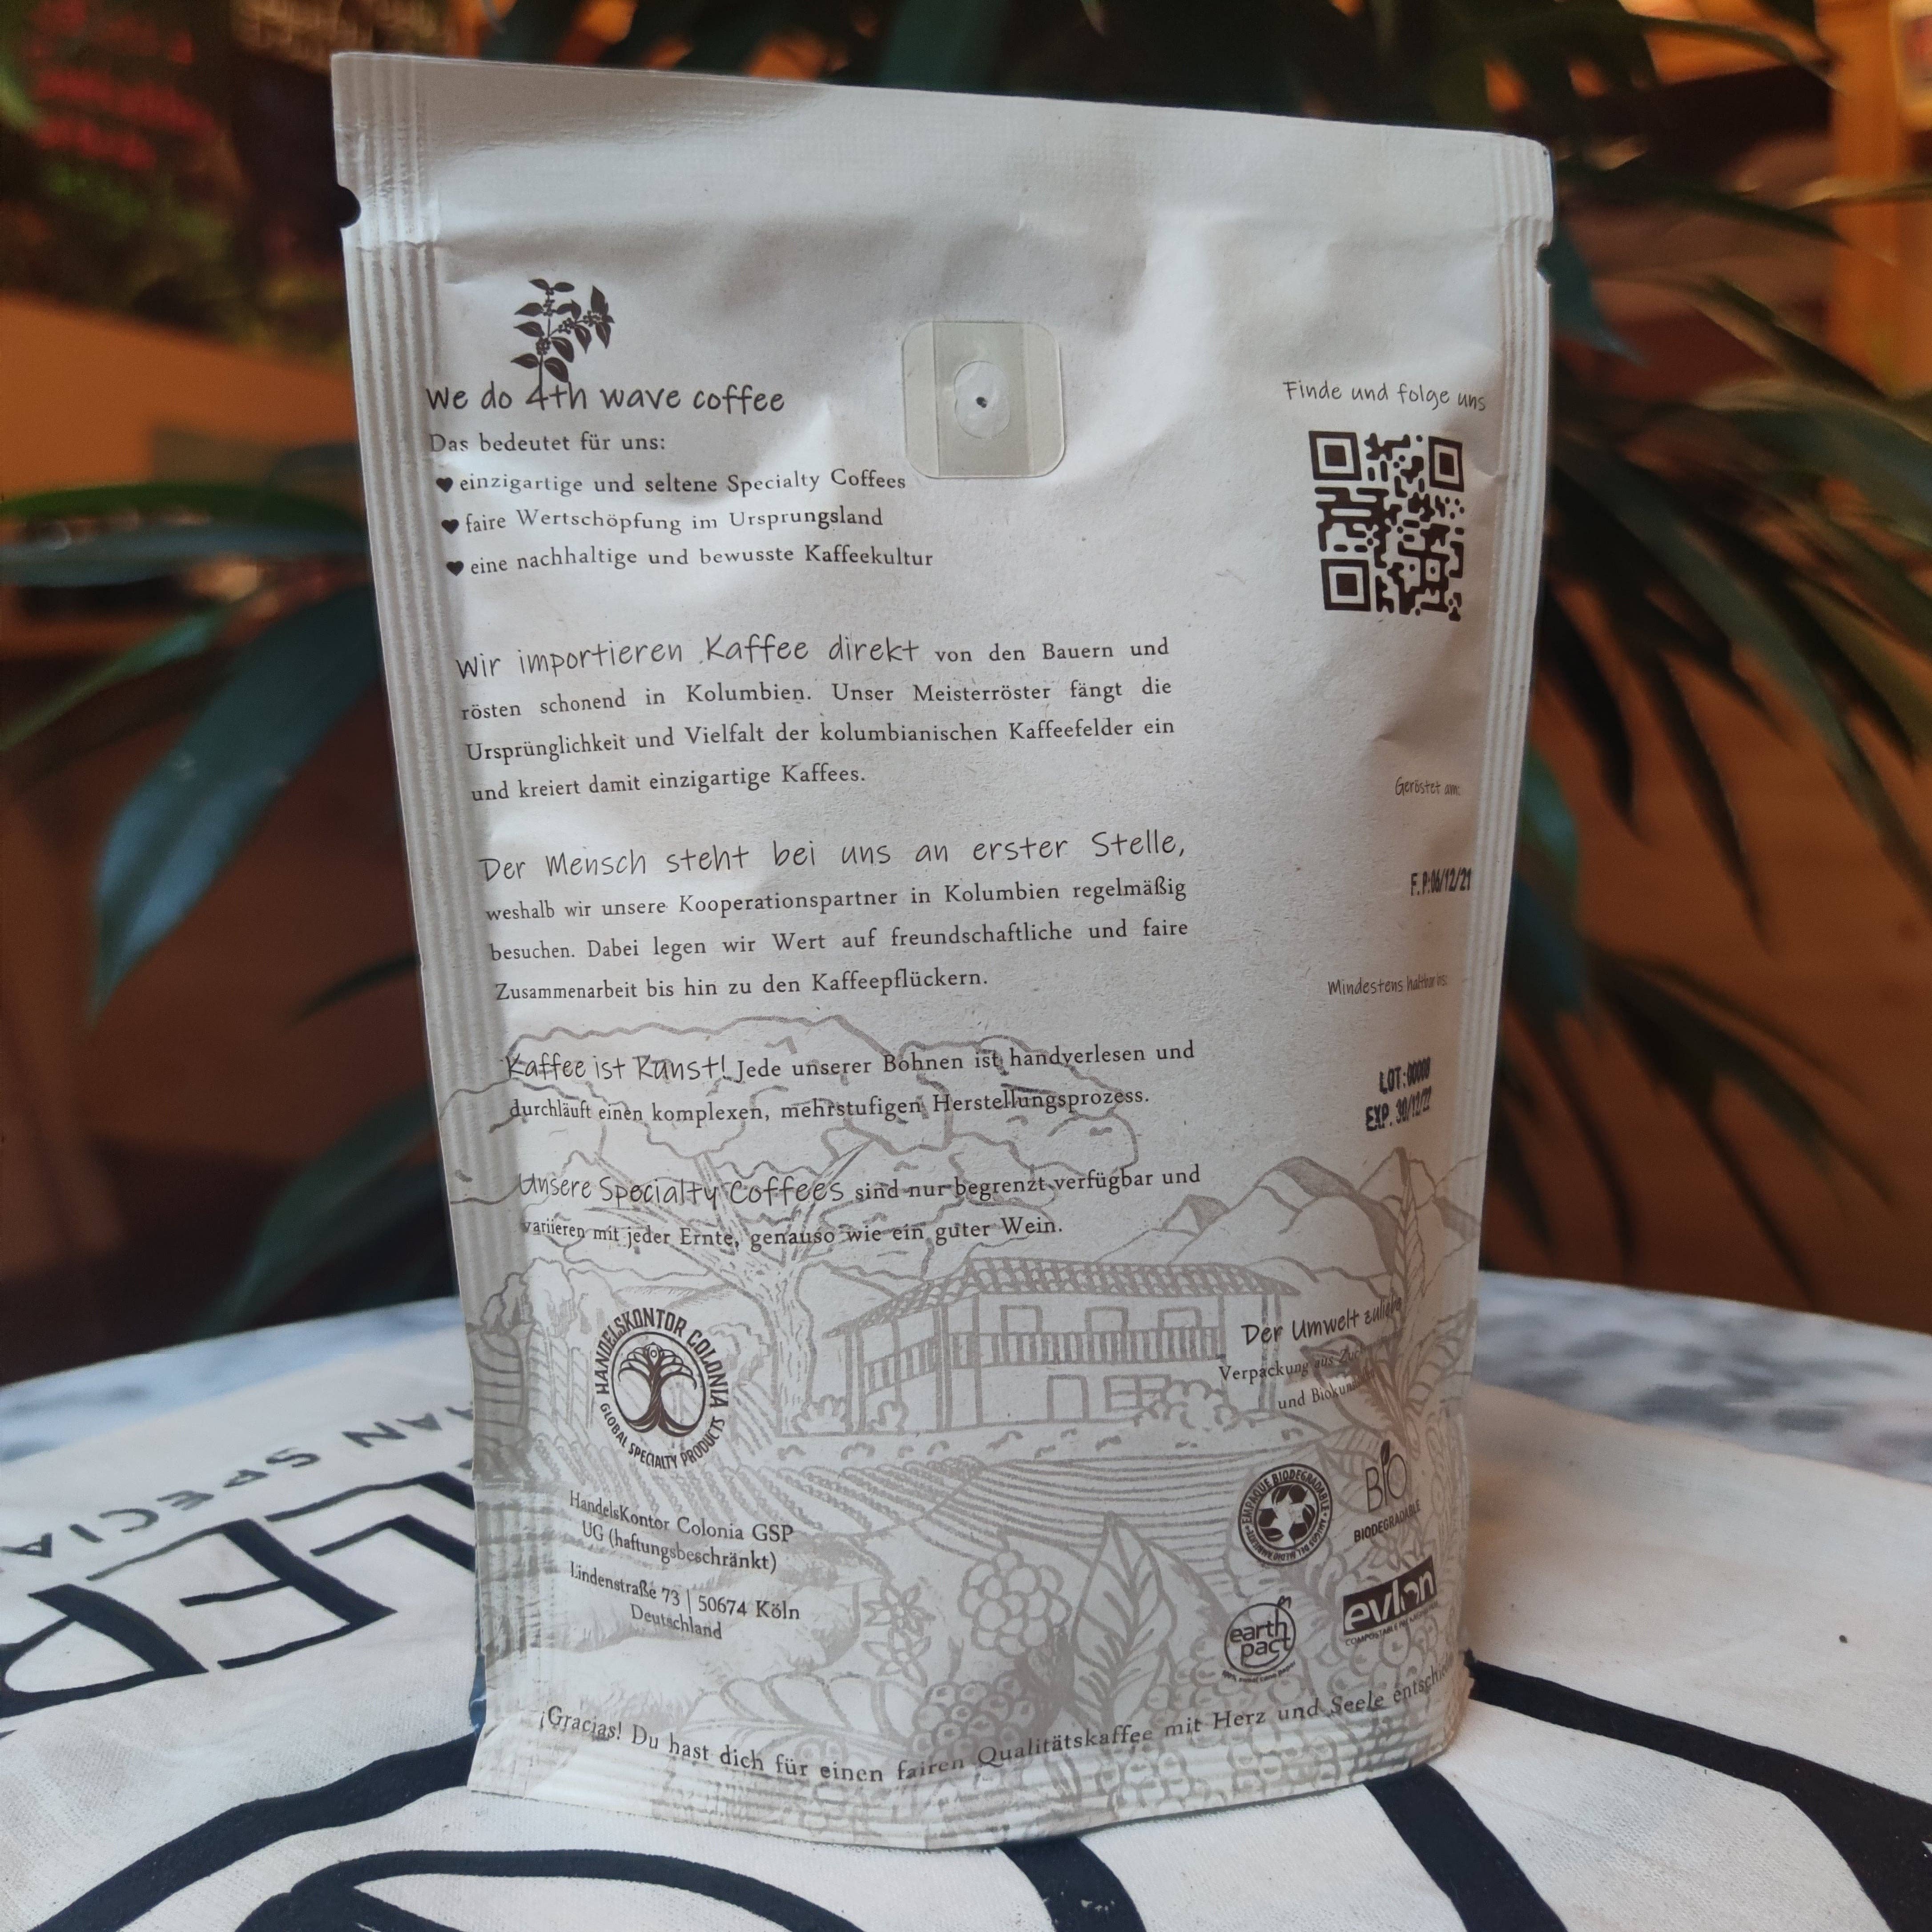 we do 4th wave coffee
Das bedeutet für uns:
♥ einzigartige und seltene Specialty Coffees
♥ faire Wertschöpfung im Ursprungsland
♥ eine nachhaltige und bewusste Kaffeekultur
Wir importieren Kaffee direkt von den Bauern und
rösten schonend in Kolumbien. Unser Meisterröster fängt die
Ursprünglichkeit und Vielfalt der kolumbianischen Kaffeefelder ein
und kreiert damit einzigartige Kaffees.
Der Mensch steht bei uns an erster Stelle,
weshalb wir unsere Kooperationspartner in Kolumbien regelmäßig
besuchen. Dabei legen wir Wert auf freundschaftliche und faire
Zusammenarbeit bis hin zu den Kaffeepflückern.
Kaffee ist Kunst! Jede unserer Bohnen ist handverlesen und
durchläuft einen komplexen, mehrstufigen Herstellungsprozess.
Unsere Specialty Coffees sind nur begrenzt verfügbar und
variieren mit jeder Ernte, genauso wie ein guter Wein.
Finde und folge uns
Geröstet am:
F.P:06/12/21
Mindestens haltbar bis:
LOT:00000
EXP. 30/12/22
HANDELSKONTOR COLONIA
GLOBAL SPECIALTY PRODUCTS
HandelsKontor Colonia GSP
UG (haftungsbeschränkt)
Lindenstraße 73 | 50674 Köln
Deutschland
Der Umwelt
Verpackung aus
und
EMPAQUE BIODEGRADABLE
BIO
BIODEGRADABLE
earth
pact
evlon
¡Gracias! Du hast dich für einen fairen Qualitätskaffee mit Herz und Seele